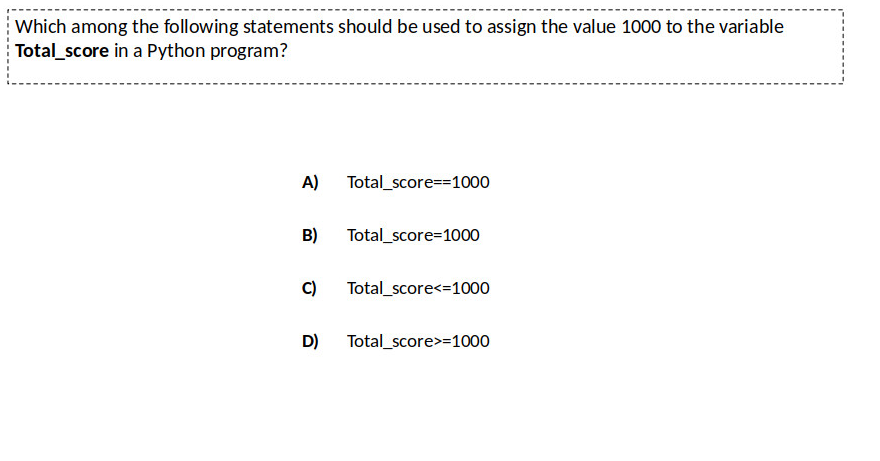 Which among the following statements should be used to assign the value 1000 to the variable
Total_score in a Python program?
A) Total_score==1000
B) Total_score=1000
C) Total_score<=1000
D) Total_score>=1000